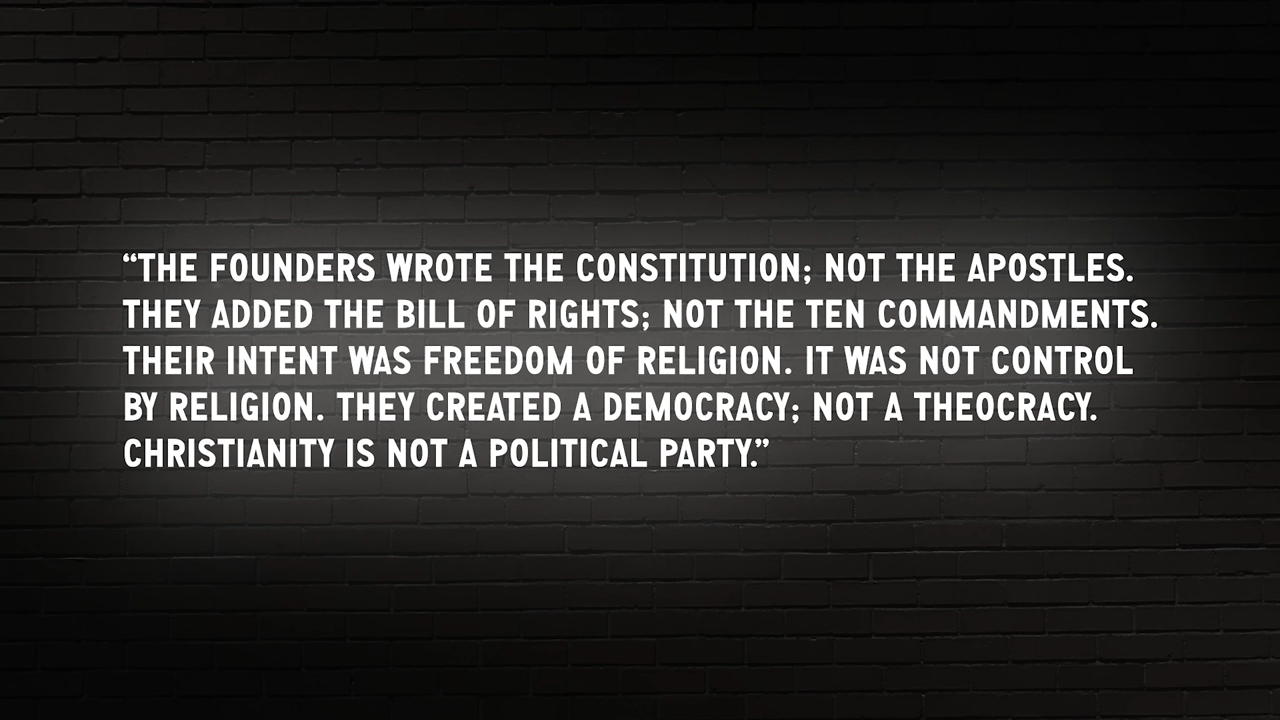 “THE FOUNDERS WROTE THE CONSTITUTION; NOT THE APOSTLES.
THEY ADDED THE BILL OF RIGHTS; NOT THE TEN COMMANDMENTS.
THEIR INTENT WAS FREEDOM OF RELIGION. IT WAS NOT CONTROL
BY RELIGION. THEY CREATED A DEMOCRACY; NOT A THEOCRACY.
CHRISTIANITY IS NOT A POLITICAL PARTY.”